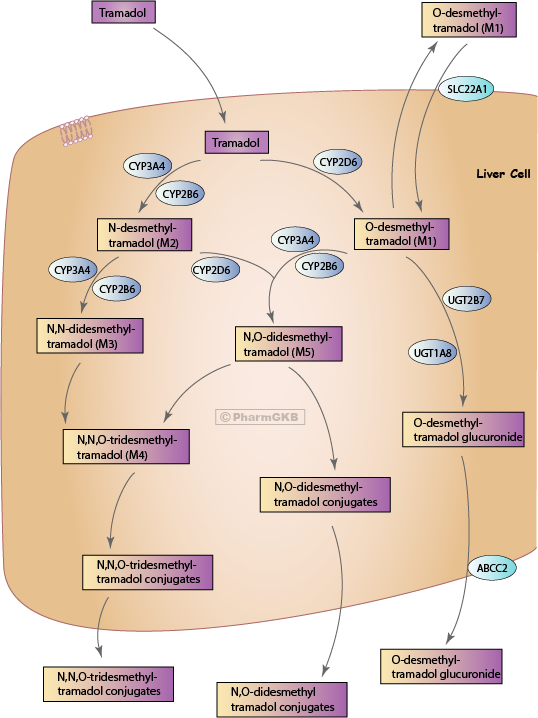 Tramadol
O-desmethyl-
tramadol (M1)
SLC22A1
Tramadol
Liver Cell
CYP3A4
CYP2D6
CYP2B6
N-desmethyl-
tramadol (M2)
O-desmethyl-
tramadol (M1)
CYP3A4
CYP3A4
CYP2D6
CYP2B6
CYP2B6
UGT2B7
N,N-didesmethyl-
tramadol (M3)
N,O-didesmethyl-
tramadol (M5)
UGT1A8
©PharmGKB
O-desmethyl-
tramadol glucuronide
N,N,O-tridesmethyl-
tramadol (M4)
N,O-didesmethyl-
tramadol conjugates
N,N,O-tridesmethyl-
tramadol conjugates
ABCC2
N,N,O-tridesmethyl-
tramadol conjugates
N,O-didesmethyl
tramadol conjugates
O-desmethyl-
tramadol glucuronide